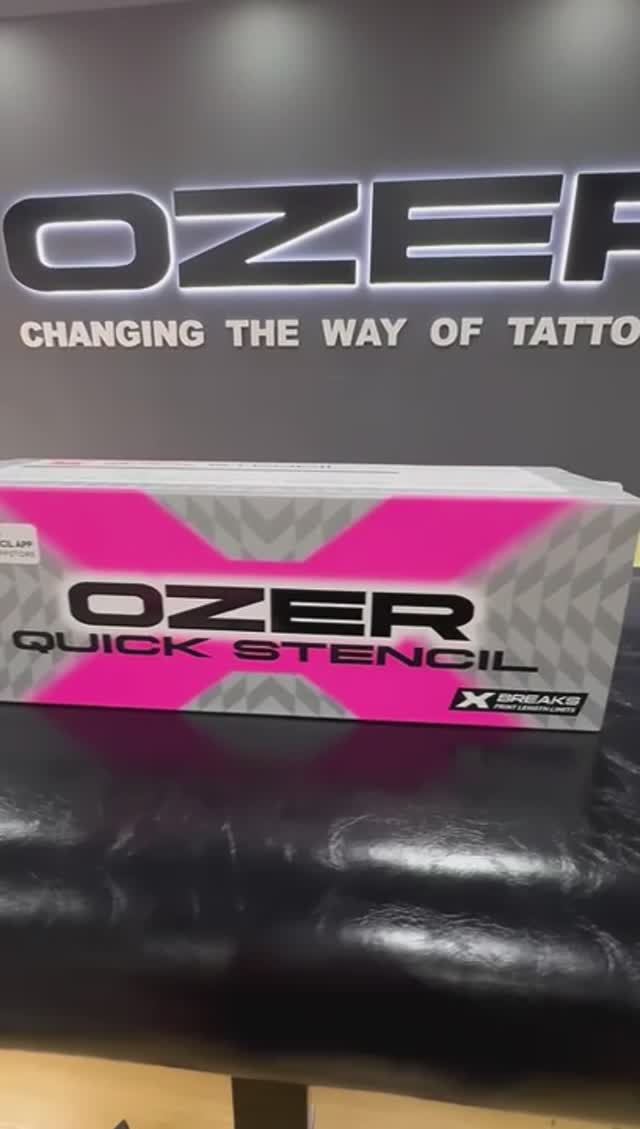 OZER
CHANGING THE WAY OF TATTO
OZER
QUICK STENCIL
X BREAKS
PRINT LENGTH LIMITS